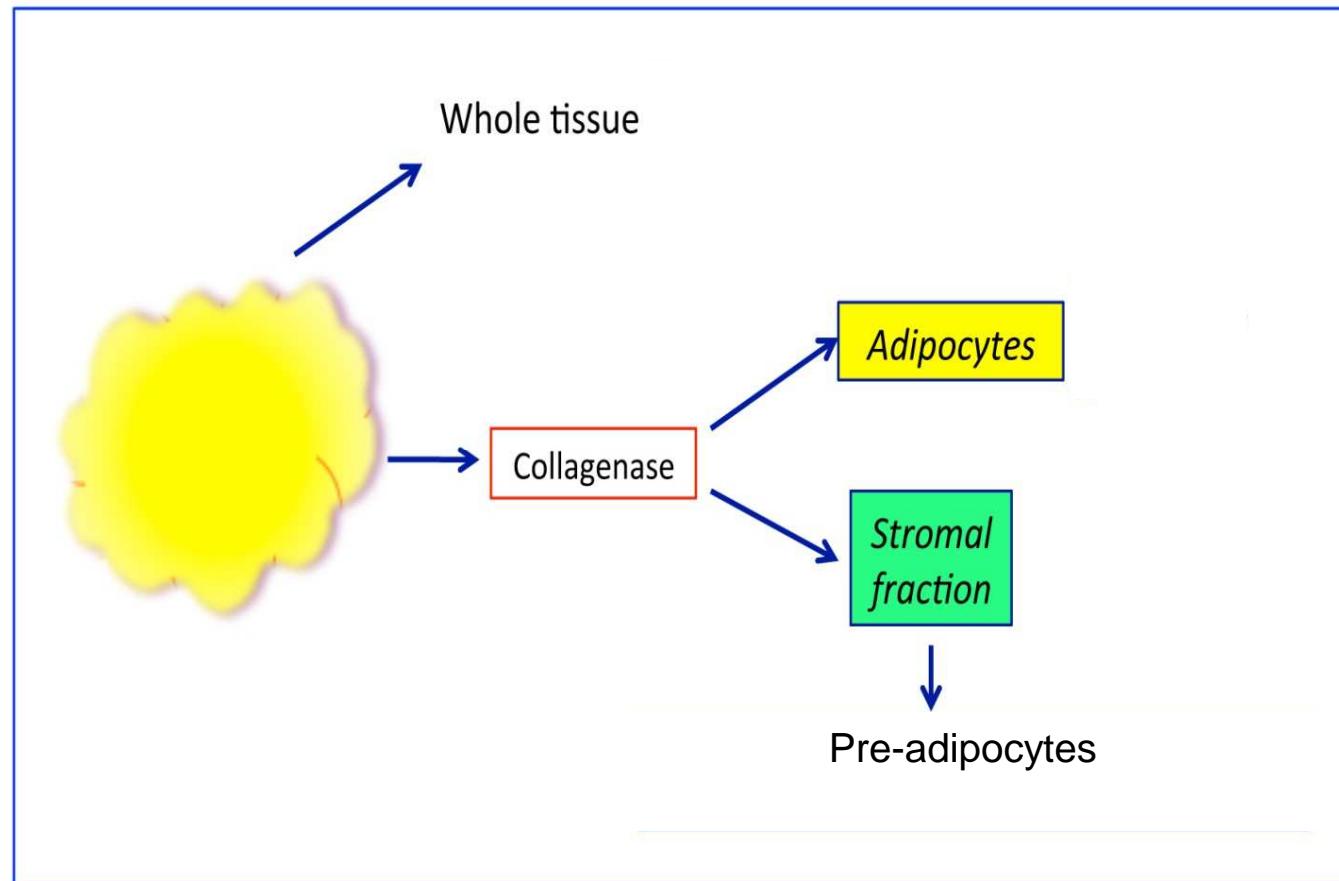 Whole tissue
Adipocytes
Collagenase
Stromal
fraction
Pre-adipocytes